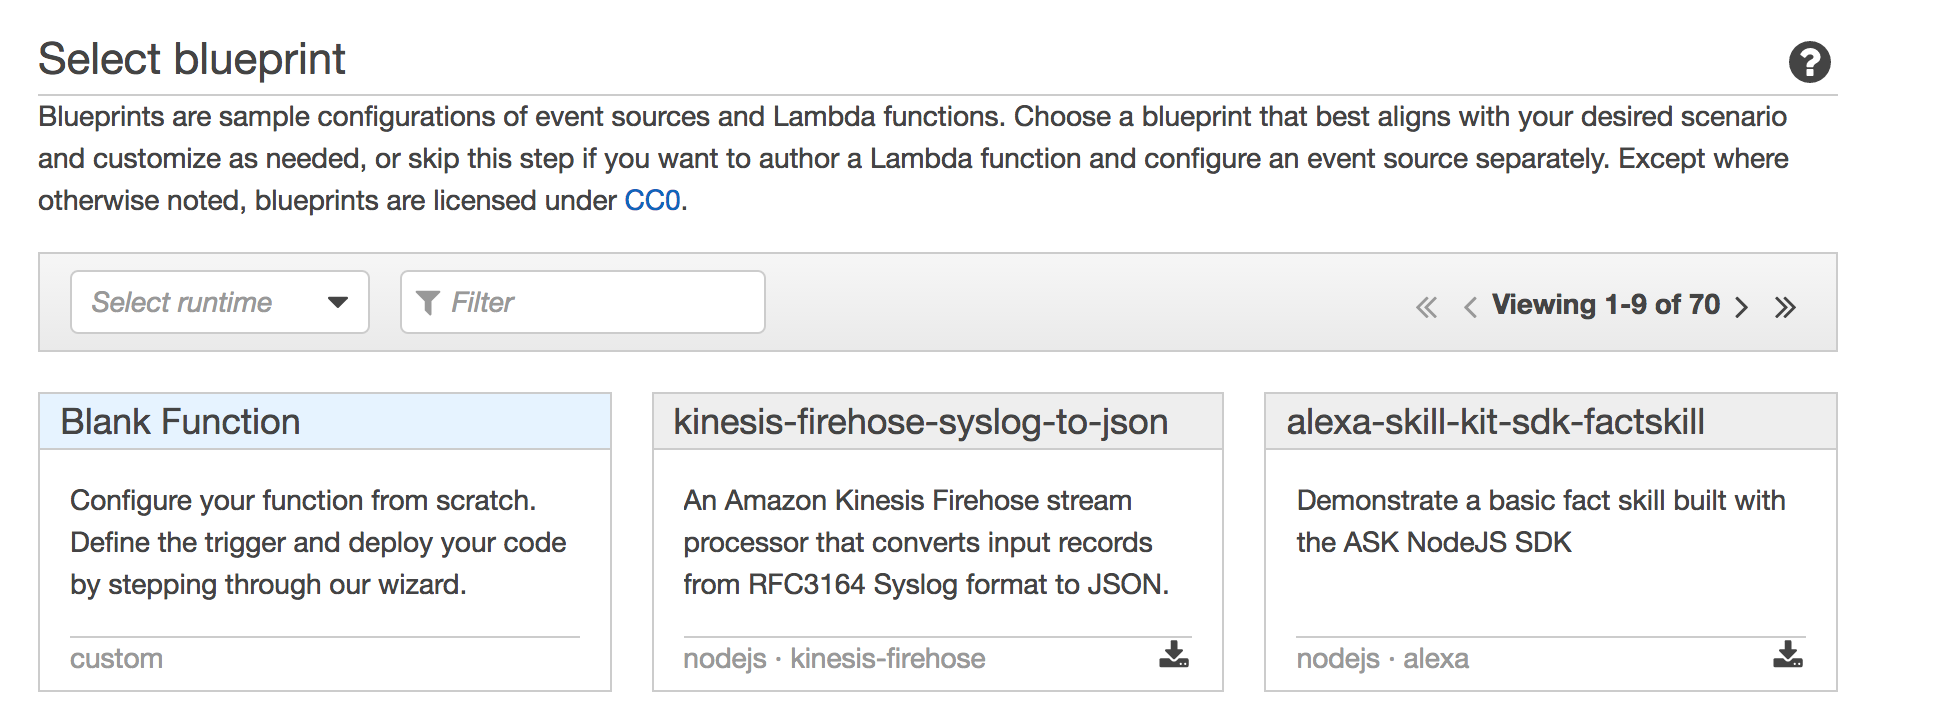 Select blueprint
?
Blueprints are sample configurations of event sources and Lambda functions. Choose a blueprint that best aligns with your desired scenario
and customize as needed, or skip this step if you want to author a Lambda function and configure an event source separately. Except where
otherwise noted, blueprints are licensed under CC0.
Select runtime
Filter
Viewing 1-9 of 70
Blank Function
Configure your function from scratch.
Define the trigger and deploy your code
by stepping through our wizard.
custom
kinesis-firehose-syslog-to-json
An Amazon Kinesis Firehose stream
processor that converts input records
from RFC3164 Syslog format to JSON.
nodejs · kinesis-firehose
alexa-skill-kit-sdk-factskill
Demonstrate a basic fact skill built with
the ASK NodeJS SDK
nodejs · alexa